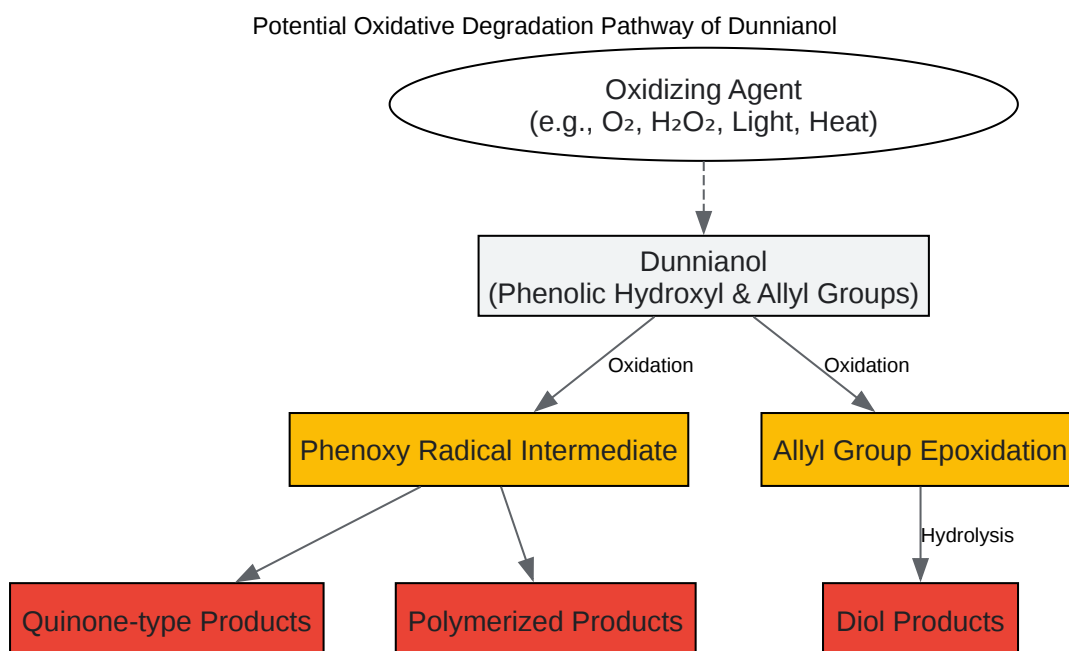 Potential Oxidative Degradation Pathway of Dunnianol
Oxidizing Agent
(e.g., O₂, H₂O₂, Light, Heat)
Dunnianol
(Phenolic Hydroxyl & Allyl Groups)
Oxidation
Oxidation
Phenoxy Radical Intermediate
Allyl Group Epoxidation
Hydrolysis
Quinone-type Products
Polymerized Products
Diol Products